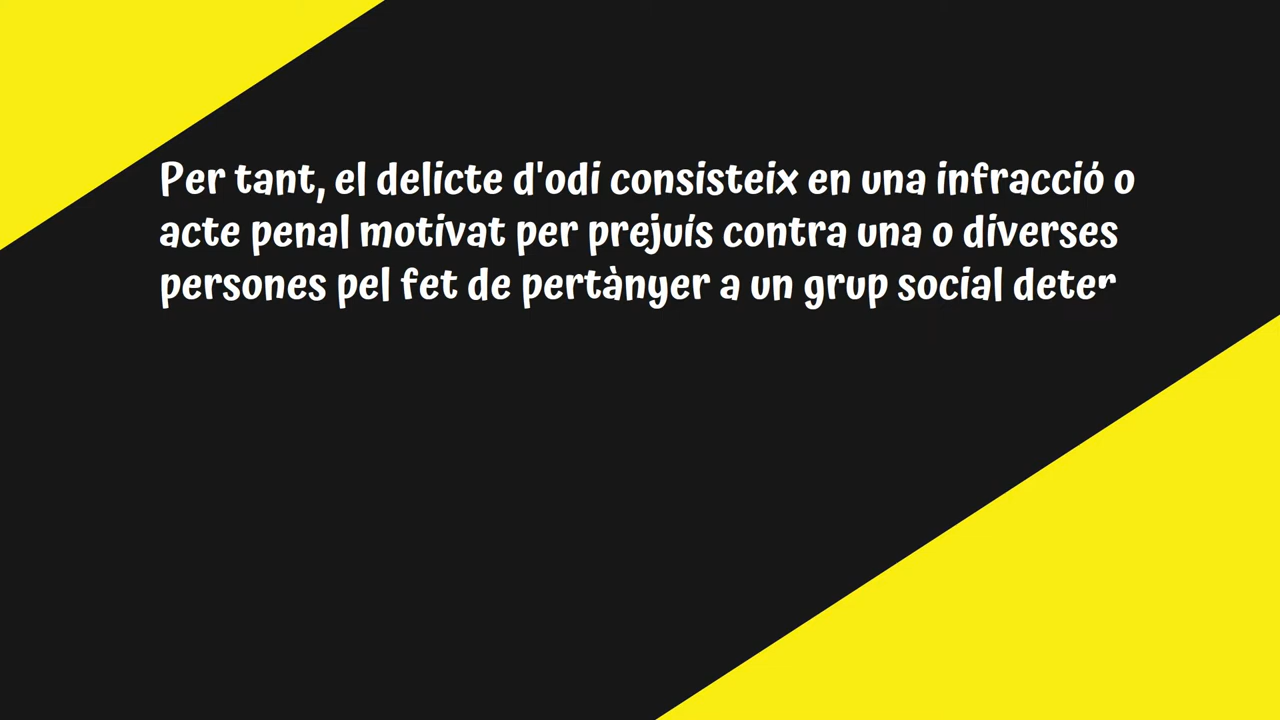 Per tant, el delicte d'odi consisteix en una infracció o
acte penal motivat per prejuís contra una o diverses
persones pel fet de pertànyer a un grup social deter